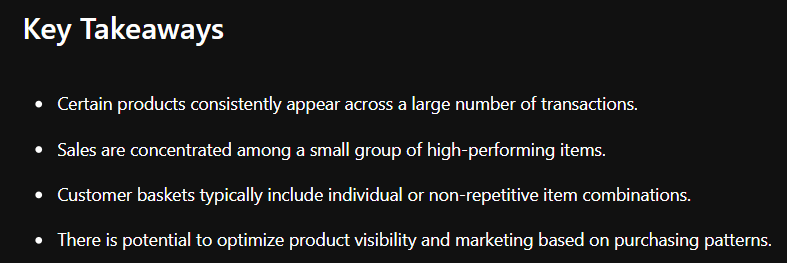 Key Takeaways
• Certain products consistently appear across a large number of transactions.
• Sales are concentrated among a small group of high-performing items.
• Customer baskets typically include individual or non-repetitive item combinations.
• There is potential to optimize product visibility and marketing based on purchasing patterns.